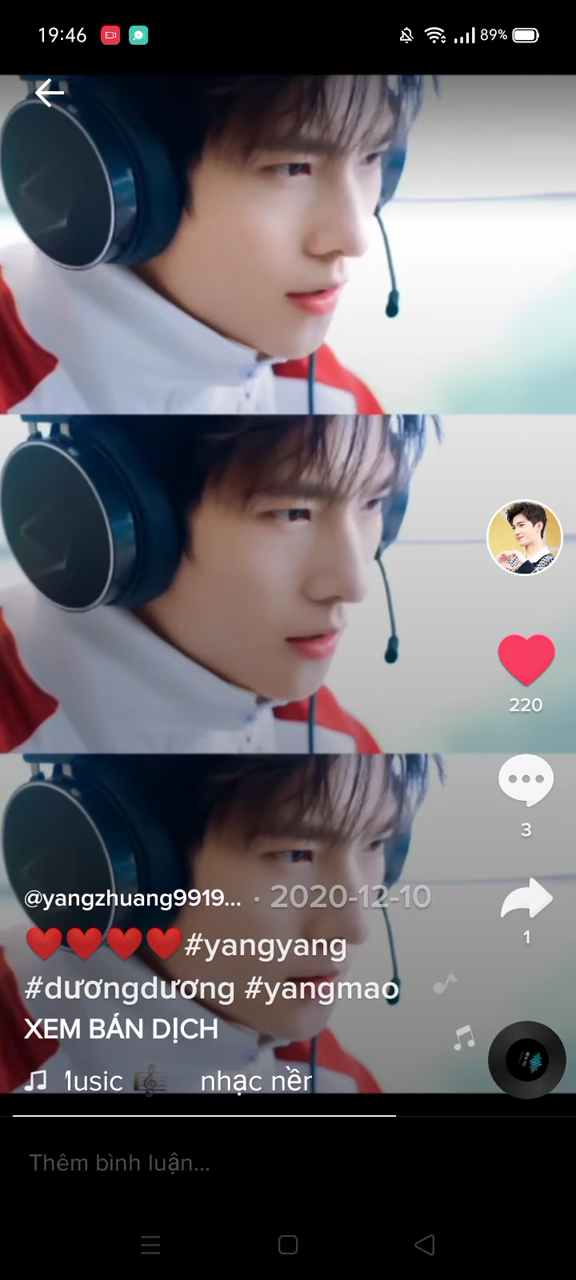 19:46
89%
220
3
@yangzhuang9919... · 2020-12-10
1
❤️❤️❤️❤️#yangyang
#dươngdương #yangmao
XEM BẢN DỊCH
nhạc nền
Thêm bình luận...